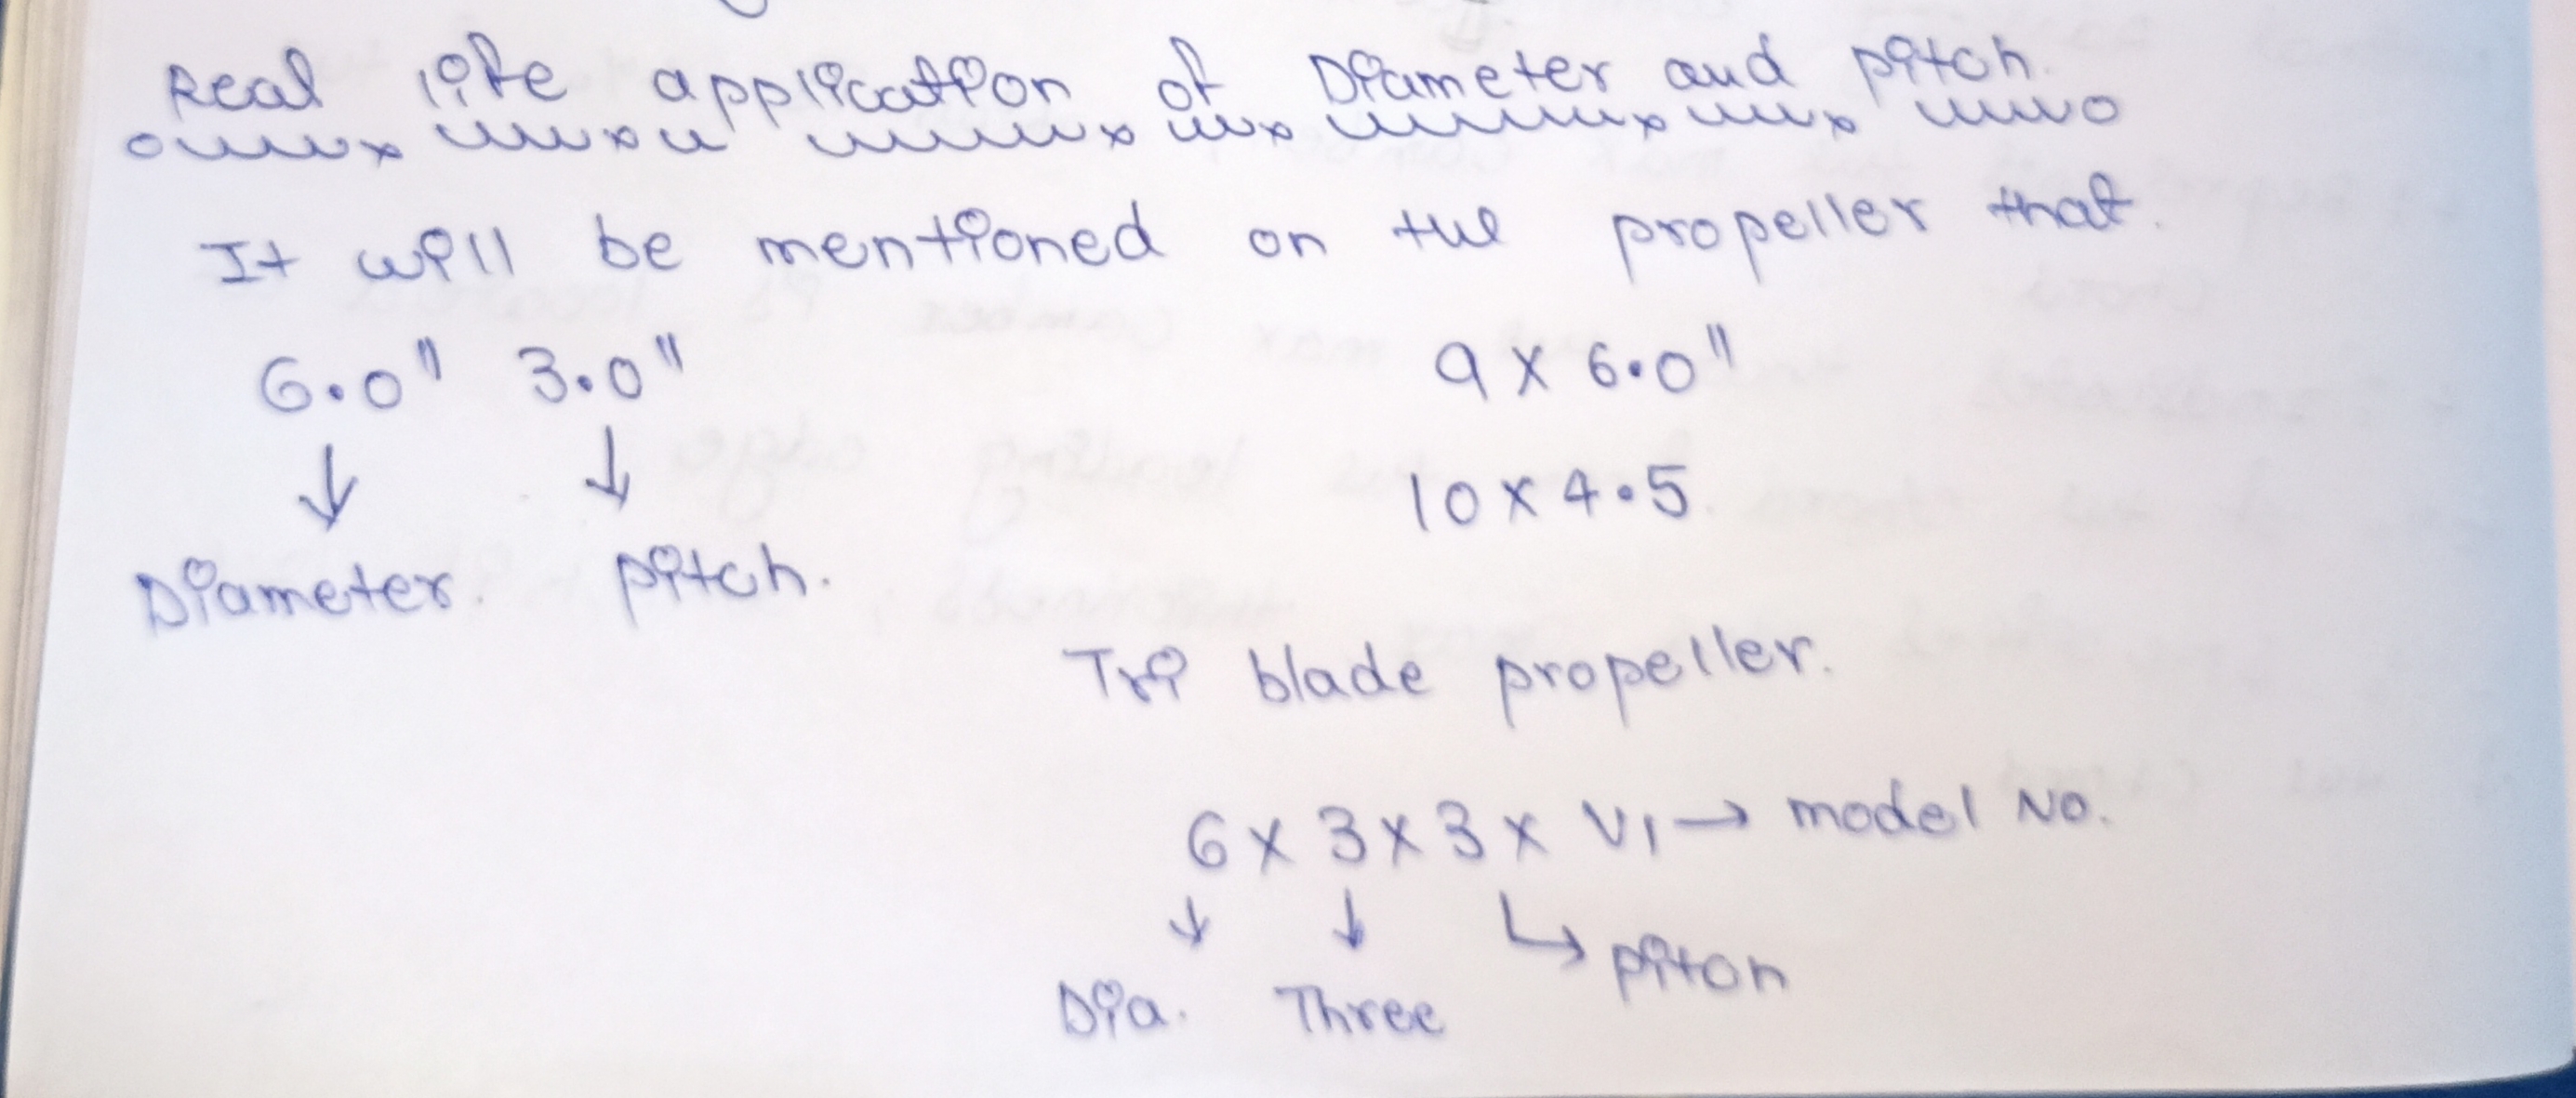 Real life application of Diameter and pitch.
It will be mentioned on the propeller that.
6.0" 3.0" 9 x 6.0"
10 x 4.5
Diameter. pitch.
Tri blade propeller.
6 x 3 x 3 x V1 → model No.
pitch
Dia. Three